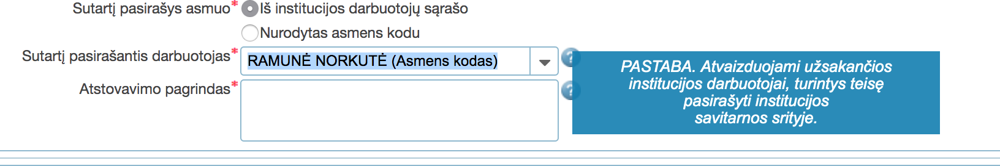 Sutartį pasirašys asmuo* Iš institucijos darbuotojų sąrašo
Nurodytas asmens kodu
Sutartį pasirašantis darbuotojas* RAMUNĖ NORKUTĖ (Asmens kodas) ?
Atstovavimo pagrindas* ?
PASTABA. Atvaizduojami užsakančios
institucijos darbuotojai, turintys teisę
pasirašyti institucijos
savitarnos srityje.